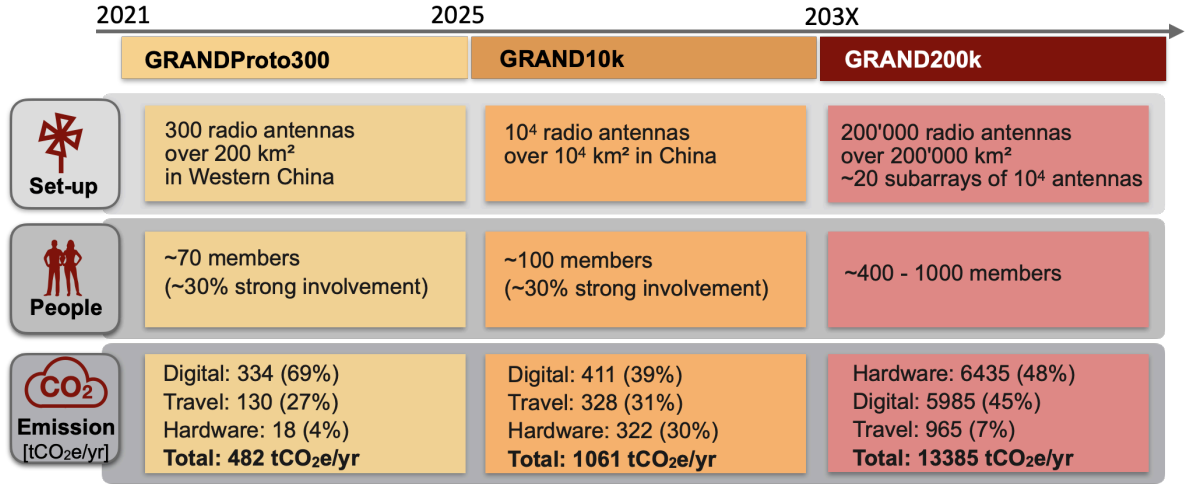 2021 2025 203X
GRANDProto300 GRAND10k GRAND200k
Set-up
300 radio antennas
over 200 km²
in Western China
10⁴ radio antennas
over 10⁴ km² in China
200'000 radio antennas
over 200'000 km²
~20 subarrays of 10⁴ antennas
People
~70 members
(~30% strong involvement)
~100 members
(~30% strong involvement)
~400 - 1000 members
CO₂
Emission
[tCO₂e/yr]
Digital: 334 (69%)
Travel: 130 (27%)
Hardware: 18 (4%)
Total: 482 tCO₂e/yr
Digital: 411 (39%)
Travel: 328 (31%)
Hardware: 322 (30%)
Total: 1061 tCO₂e/yr
Hardware: 6435 (48%)
Digital: 5985 (45%)
Travel: 965 (7%)
Total: 13385 tCO₂e/yr